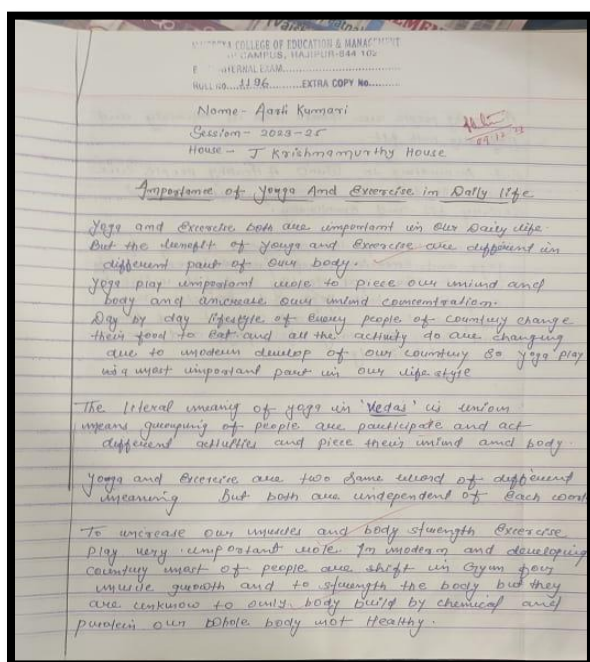 COLLEGE OF EDUCATION & MANAGEMENT
CAMPUS, HAJIPUR-844 102
INTERNAL EXAM
ROLL NO. 1196 EXTRA COPY No.
Name - Aarti Kumari
Session - 2023-25
House - J Krishnamurthy House
Importance of Youga And Excercise in Daily life
Yoga and Excercise both are important in our Daily life.
But the benefit of Youga and Exercise are different in
different part of our body.
Yoga play important role to piece our mind and
body and increase our mind concentration.
Day by day lifestyle of every people of country change
their food to eat and all the activity do are changing
due to modern develop of our country so yoga play
is a most important part in our life style
The literal meaning of yoga in 'Vedas' is union
means grouping of people are participate and act
different activities and piece their mind and body.
Youga and Excercise are two same word of different
meaning But both are independent of each word
To increase our muscles and body strength Excercise
play very important role. In modern and developing
country most of people are shift in Gym for
muscle growth and to strength the body but they
are unknow to only body build by chemical and
protein our whole body not Healthy.